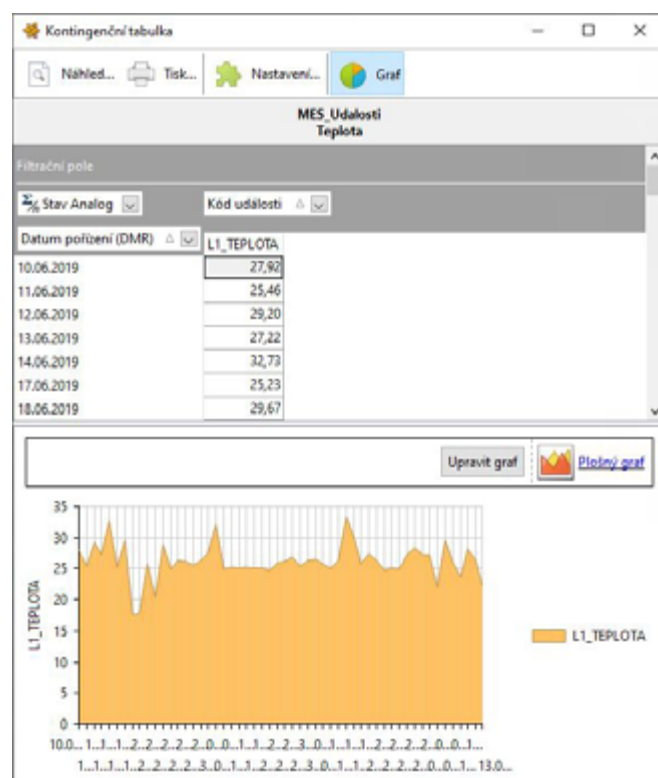 Kontingenční tabulka
Náhled... Tisk... Nastavení... Graf
MES_Udalosti
Teplota
Filtrační pole
Stav Analog Kód události
Datum pořízení (DMR) L1_TEPLOTA
10.06.2019 27,92
11.06.2019 25,46
12.06.2019 29,20
13.06.2019 27,22
14.06.2019 32,73
17.06.2019 25,23
18.06.2019 29,67
Upravit graf Plošný graf
35
30
25
20
15
10
5
0
L1_TEPLOTA
L1_TEPLOTA